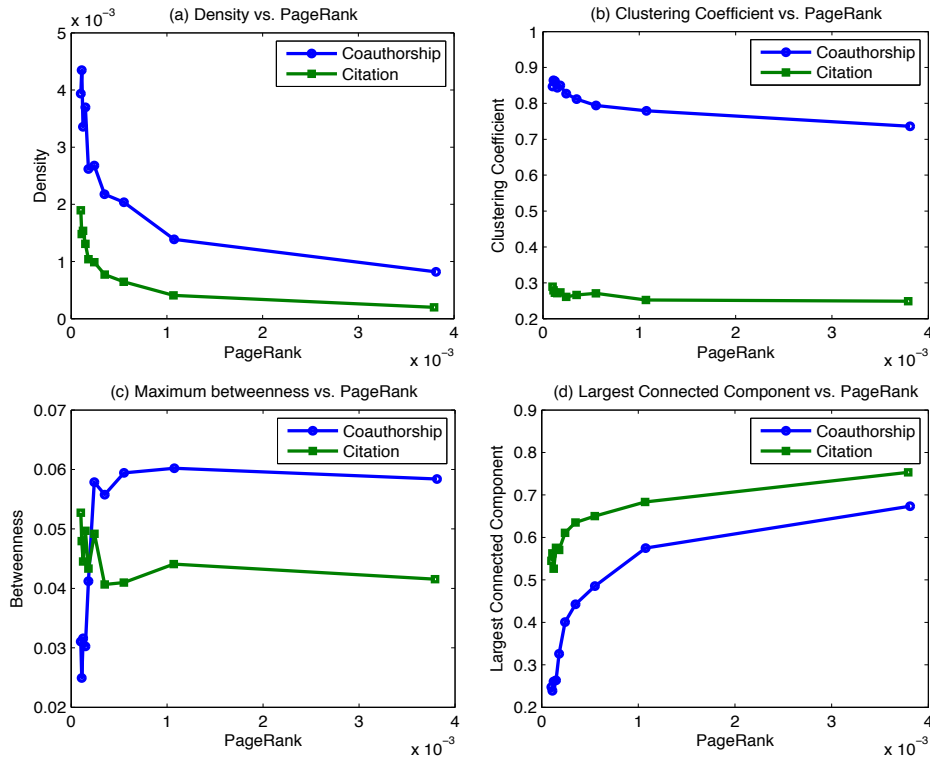 (a) Density vs. PageRank
x 10⁻³
5
4
3
2
1
0
Density
Coauthorship
Citation
0 1 2 3 4
PageRank
x 10⁻³
(b) Clustering Coefficient vs. PageRank
1
0.9
0.8
0.7
0.6
0.5
0.4
0.3
0.2
Clustering Coefficient
Coauthorship
Citation
0 1 2 3 4
PageRank
x 10⁻³
(c) Maximum betweenness vs. PageRank
0.07
0.06
0.05
0.04
0.03
0.02
Betweenness
Coauthorship
Citation
0 1 2 3 4
PageRank
x 10⁻³
(d) Largest Connected Component vs. PageRank
0.9
0.8
0.7
0.6
0.5
0.4
0.3
0.2
Largest Connected Component
Coauthorship
Citation
0 1 2 3 4
PageRank
x 10⁻³